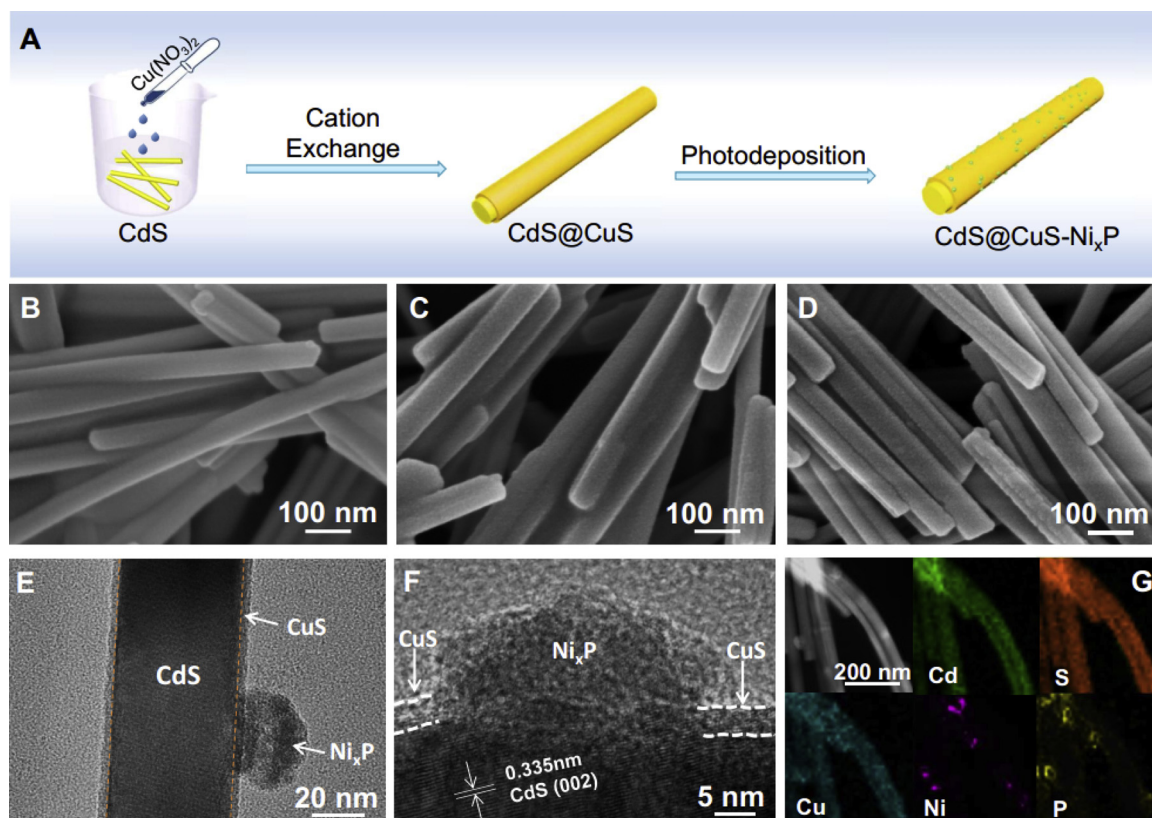 A
Cu(NO3)2
CdS
Cation
Exchange
CdS@CuS
Photodeposition
CdS@CuS-NixP
B
100 nm
C
100 nm
D
100 nm
E
CuS
CdS
NixP
20 nm
F
CuS
NixP
CuS
0.335nm
CdS (002)
5 nm
G
200 nm
Cd
S
Cu
Ni
P